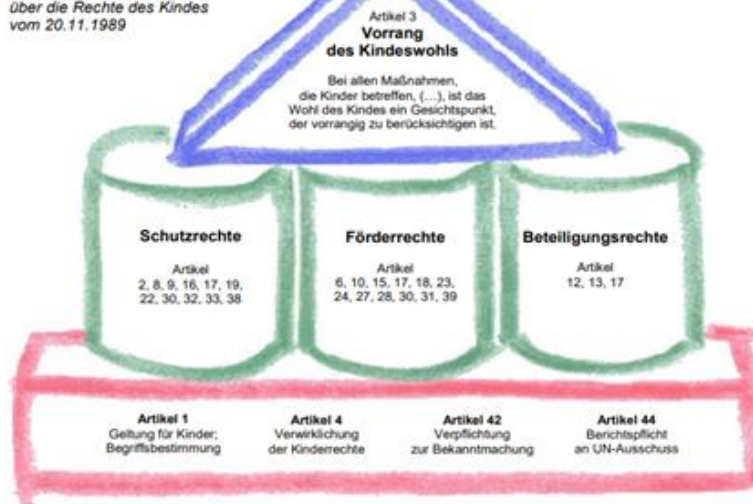 über die Rechte des Kindes
vom 20.11.1989
Artikel 3
Vorrang
des Kindeswohls
Bei allen Maßnahmen,
die Kinder betreffen, (…), ist das
Wohl des Kindes ein Gesichtspunkt,
der vorrangig zu berücksichtigen ist.
Schutzrechte
Artikel
2, 8, 9, 16, 17, 19,
22, 30, 32, 33, 38
Förderrechte
Artikel
6, 10, 15, 17, 18, 23,
24, 27, 28, 30, 31, 39
Beteiligungsrechte
Artikel
12, 13, 17
Artikel 1
Geltung für Kinder;
Begriffsbestimmung
Artikel 4
Verwirklichung
der Kinderrechte
Artikel 42
Verpflichtung
zur Bekanntmachung
Artikel 44
Berichtspflicht
an UN-Ausschuss